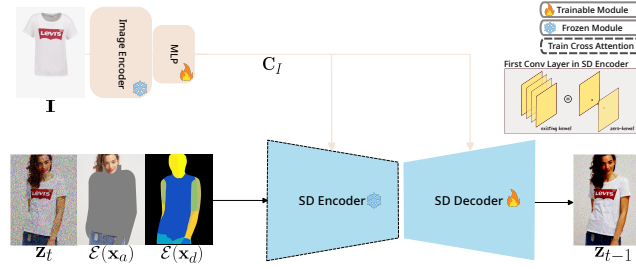 LEVI'S
I
Image Encoder
MLP
C_I
Trainable Module
Frozen Module
Train Cross Attention
First Conv Layer in SD Encoder
existing kernel
zero-kernel
LEVI'S
LEVI'S
z_t
ℰ(x_a)
ℰ(x_d)
SD Encoder
SD Decoder
z_{t−1}